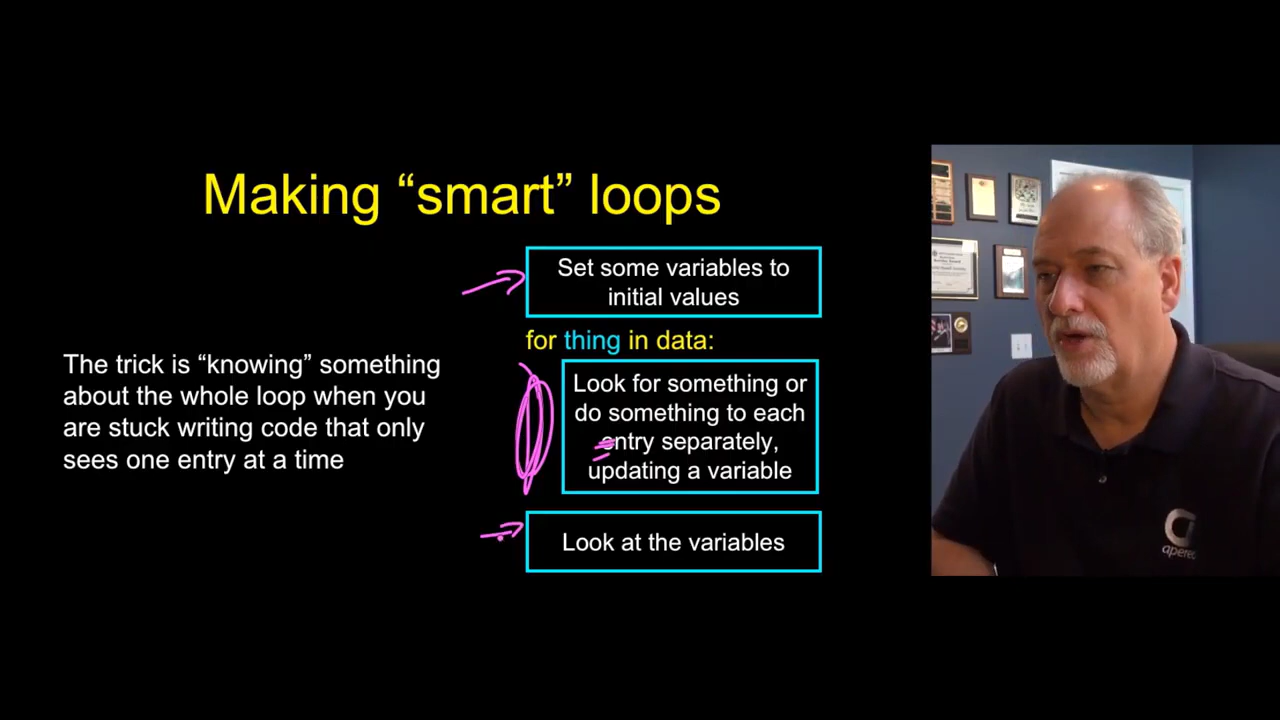 Making “smart” loops
Set some variables to
initial values
for thing in data:
The trick is “knowing” something
about the whole loop when you
are stuck writing code that only
sees one entry at a time
Look for something or
do something to each
entry separately,
updating a variable
Look at the variables